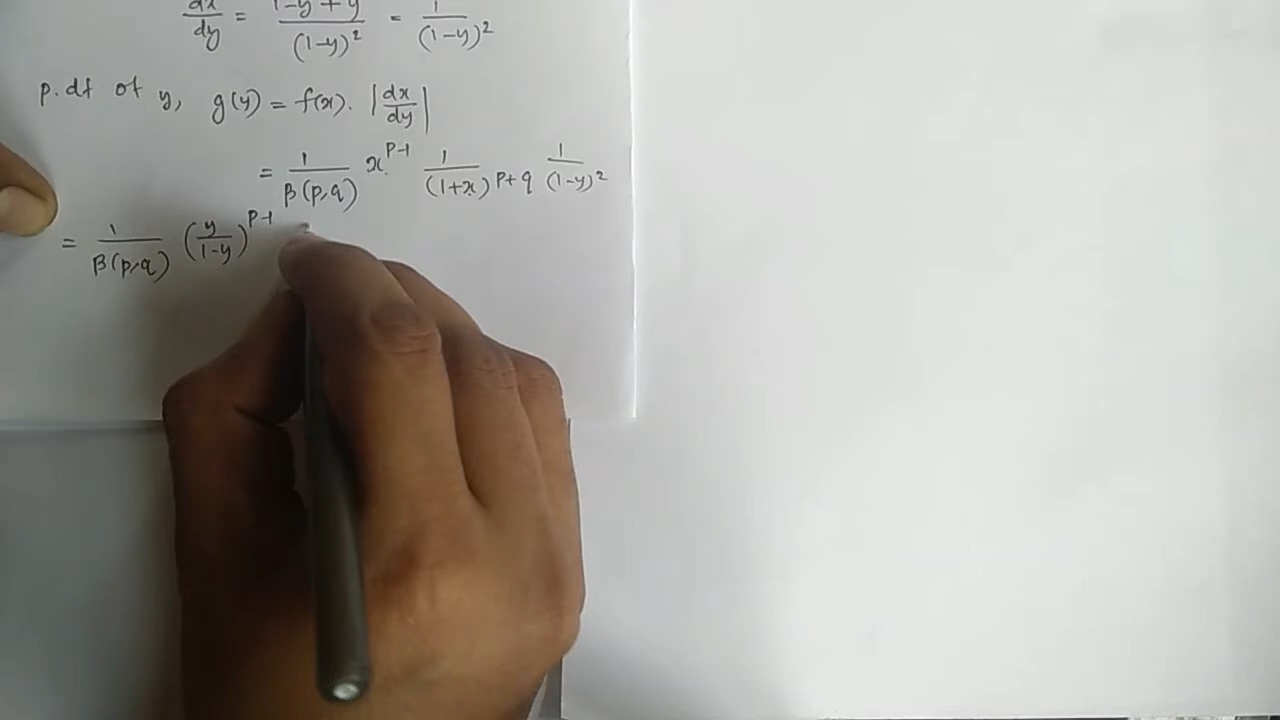 dx/dy = 1-y+y/(1-y)² = 1/(1-y)²
p.df of y, g(y) = f(x). |dx/dy|
= 1/β(p,q) x^p-1 1/(1+x)^p+q 1/(1-y)²
= 1/β(p,q) (y/1-y)^p-1